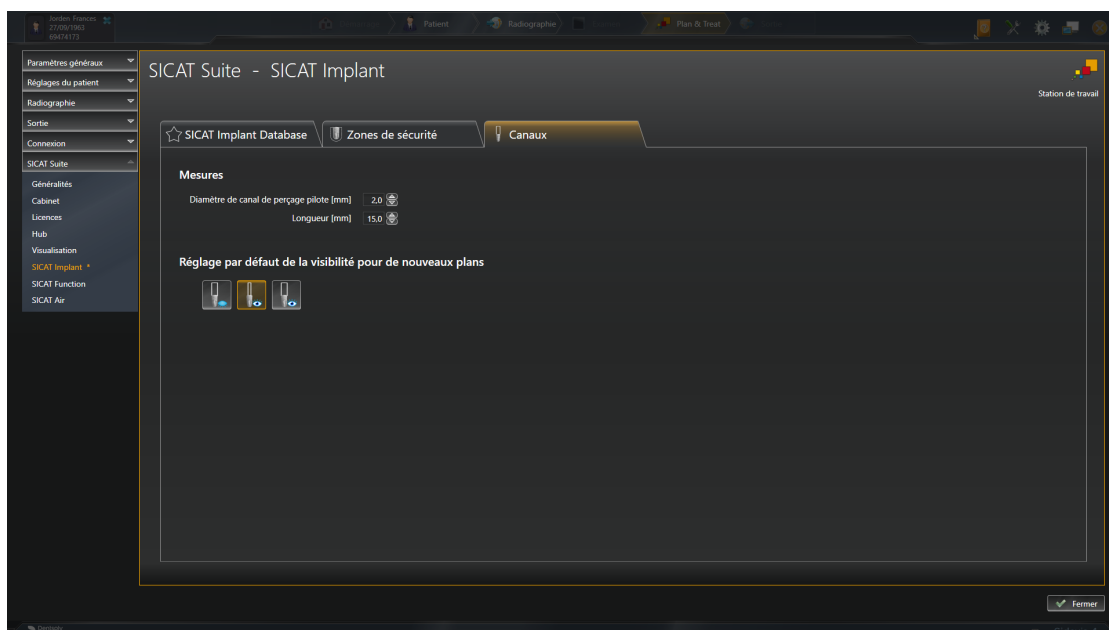 Jorden Frances
27/09/1963
69474173
Patient
Radiographie
Plan & Treat
Paramètres généraux
Réglages du patient
Radiographie
Sortie
Connexion
SICAT Suite
Généralités
Cabinet
Licences
Hub
Visualisation
SICAT Implant *
SICAT Function
SICAT Air
SICAT Suite - SICAT Implant
Station de travail
SICAT Implant Database
Zones de sécurité
Canaux
Mesures
Diamètre de canal de perçage pilote [mm] 2,0
Longueur [mm] 15,0
Réglage par défaut de la visibilité pour de nouveaux plans
Fermer